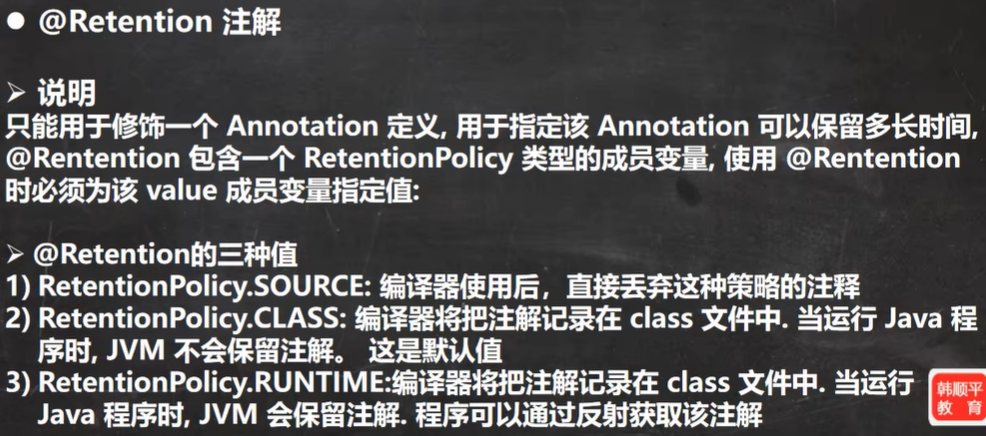 ● @Retention 注解
➢ 说明
只能用于修饰一个 Annotation 定义, 用于指定该 Annotation 可以保留多长时间,
@Rentention 包含一个 RetentionPolicy 类型的成员变量, 使用 @Rentention
时必须为该 value 成员变量指定值:
➢ @Retention的三种值
1) RetentionPolicy.SOURCE: 编译器使用后，直接丢弃这种策略的注释
2) RetentionPolicy.CLASS: 编译器将把注解记录在 class 文件中. 当运行 Java 程
序时, JVM 不会保留注解。 这是默认值
3) RetentionPolicy.RUNTIME:编译器将把注解记录在 class 文件中. 当运行
Java 程序时, JVM 会保留注解. 程序可以通过反射获取该注解
韩顺平
教 育